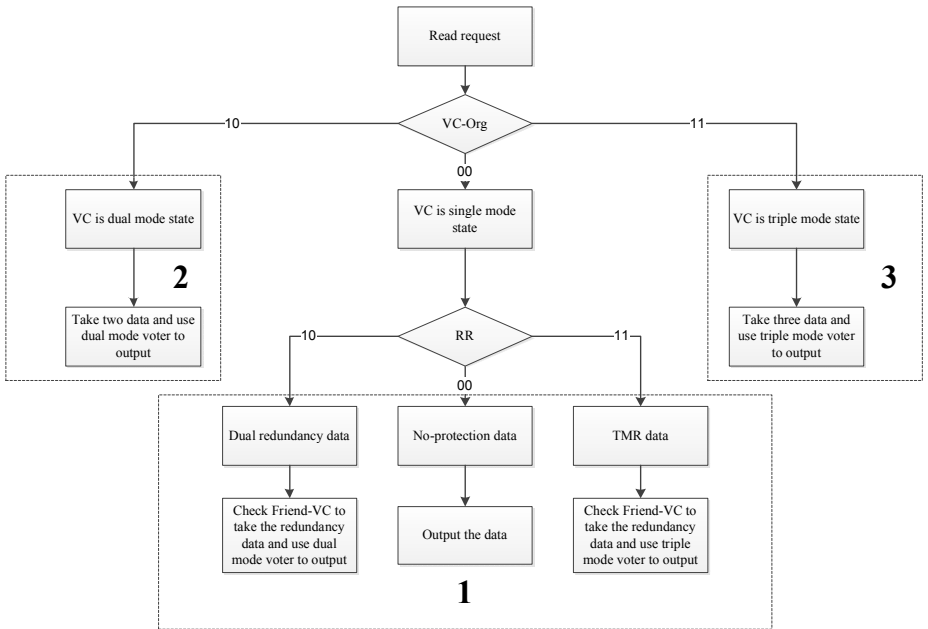 Read request
VC-Org
10
00
11
VC is dual mode state
VC is single mode
state
VC is triple mode state
2
3
Take two data and use
dual mode voter to
output
RR
Take three data and
use triple mode voter
to output
10
00
11
Dual redundancy data
No-protection data
TMR data
Check Friend-VC to
take the redundancy
data and use dual
mode voter to output
Output the data
Check Friend-VC to
take the redundancy
data and use triple
mode voter to output
1